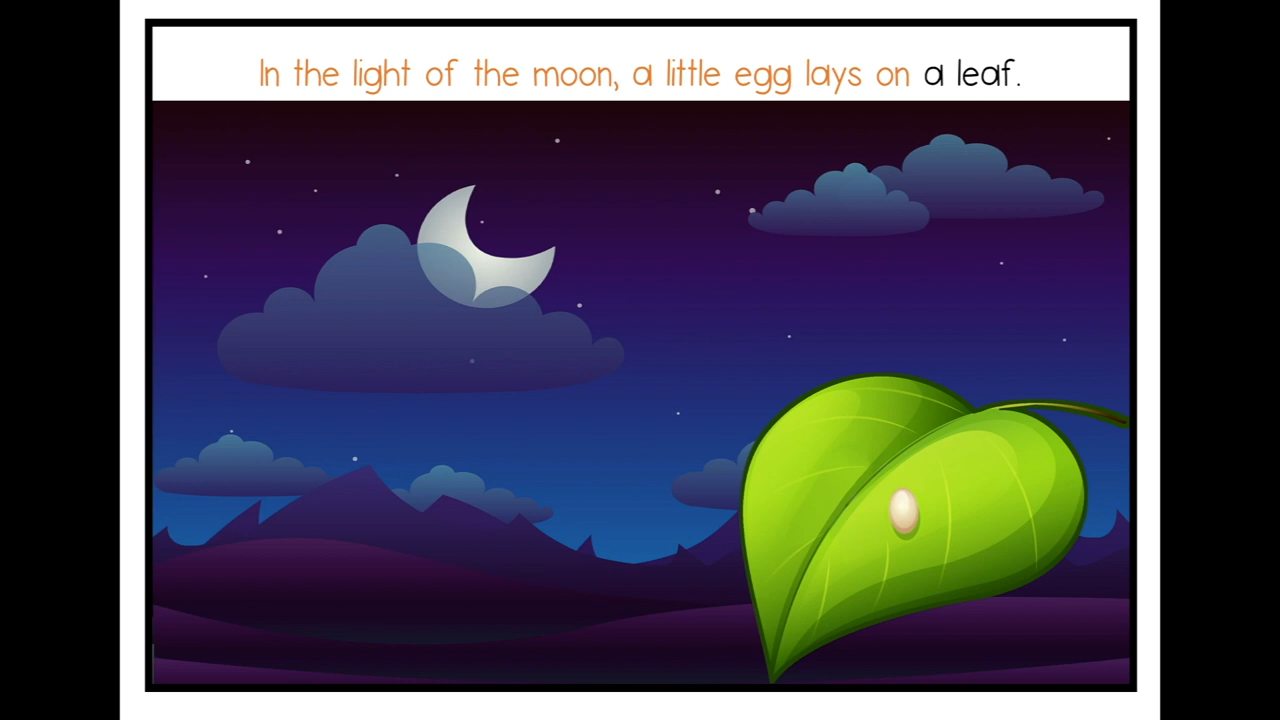 In the light of the moon, a little egg lays on a leaf.